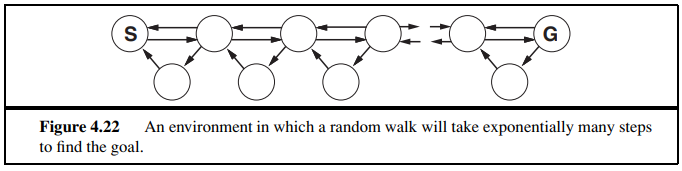 S G
Figure 4.22 An environment in which a random walk will take exponentially many steps
to find the goal.